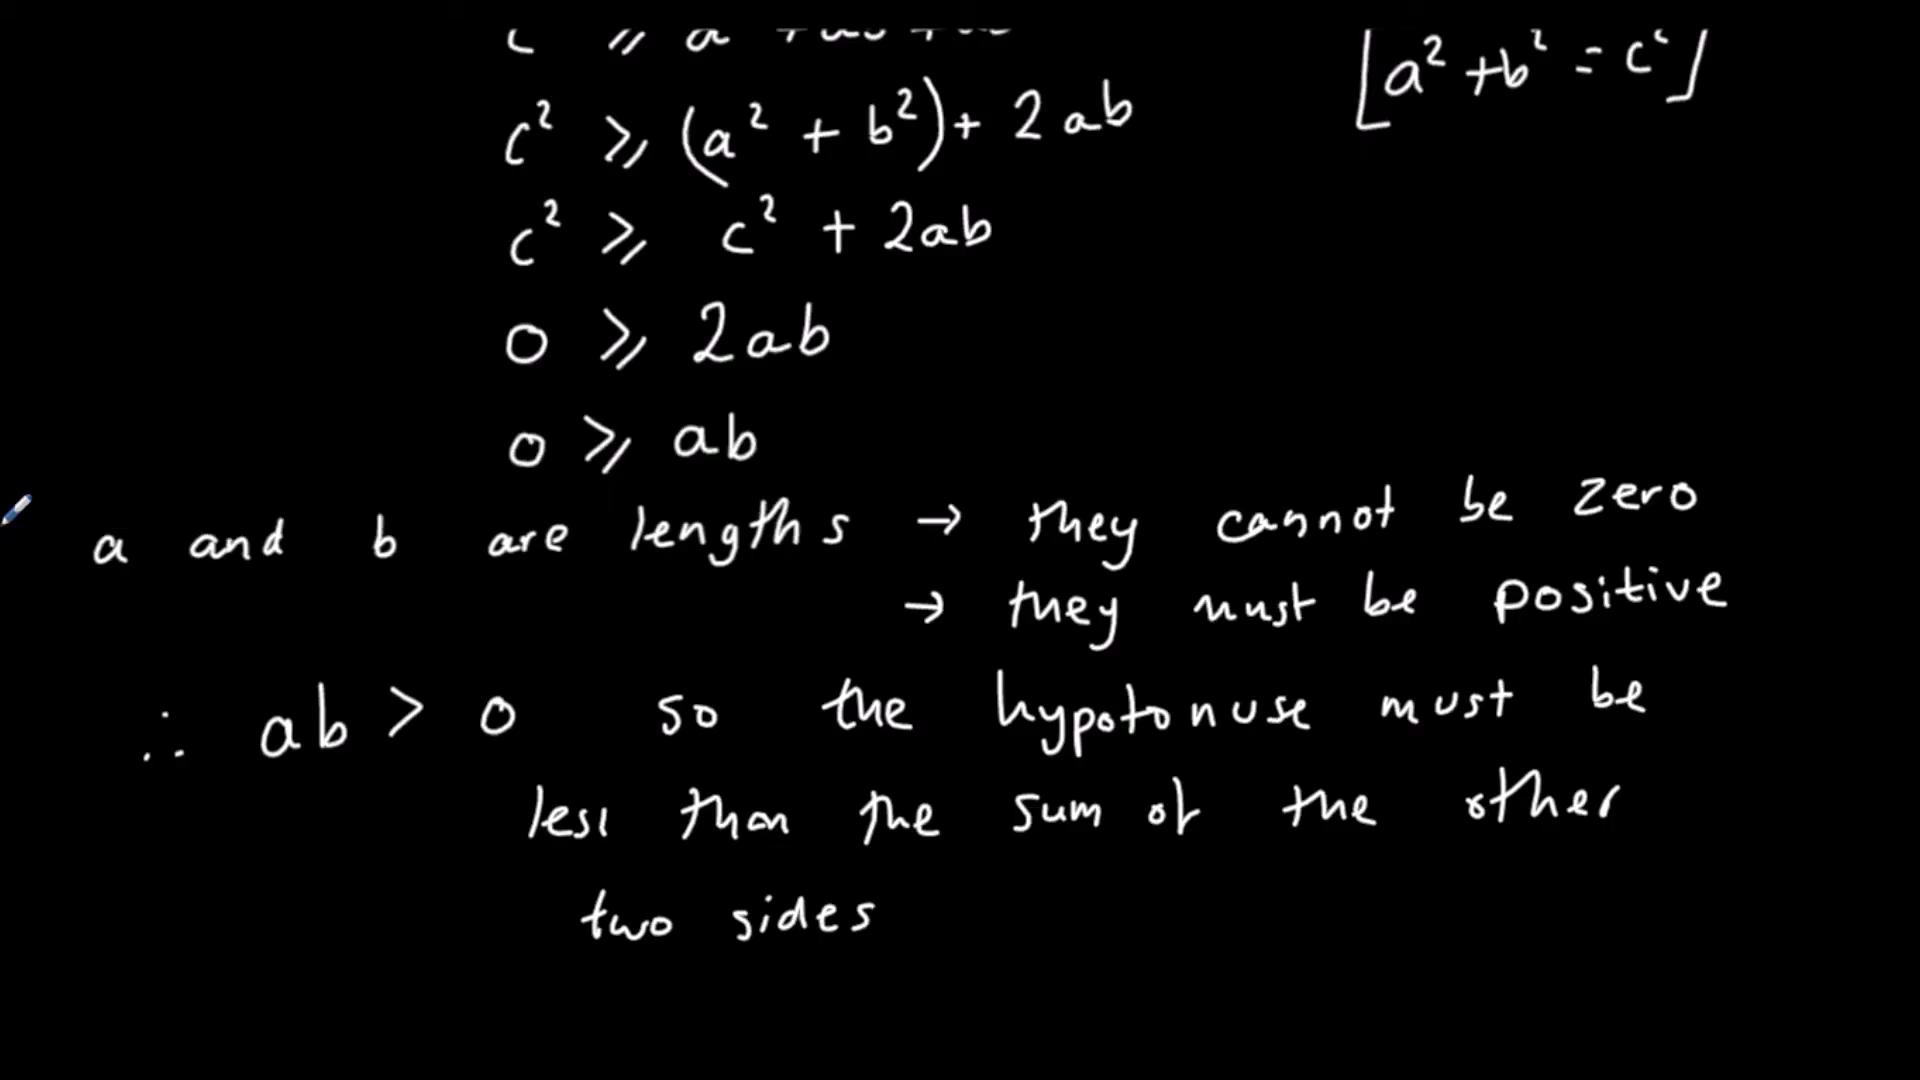 [a² + b² = c²]
c² ⩾ (a² + b²) + 2ab
c² ⩾ c² + 2ab
0 ⩾ 2ab
0 ⩾ ab
a and b are lengths → they cannot be zero
→ they must be positive
∴ ab > 0 so the hypotonuse must be
less than the sum of the other
two sides